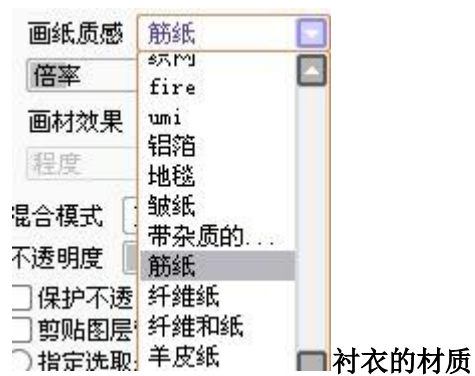 画纸质感 筋纸
倍率
fire
画材效果
umi
铝箔
程度
地毯
皱纸
混合模式
带杂质的...
不透明度
筋纸
保护不透
纤维纸
剪贴图层
纤维和纸
指定选取
羊皮纸
衬衣的材质